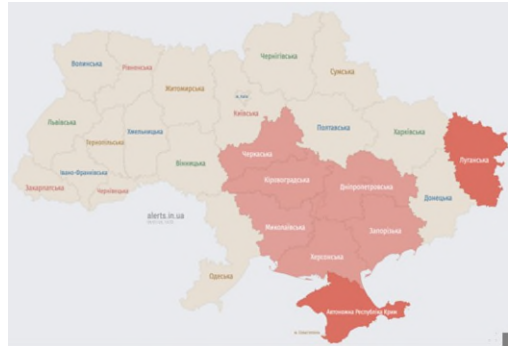 Чернігівська
Волинська
Рівненська
Сумська
Житомирська
м. Київ
Київська
Львівська
Хмельницька
Тернопільська
Полтавська
Харківська
Черкаська
Луганська
Вінницька
Івано-Франківська
Кіровоградська
Дніпропетровська
Закарпатська
Чернівецька
Донецька
alerts.in.ua
Миколаївська
Запорізька
Херсонська
Одеська
Автономна Республіка Крим